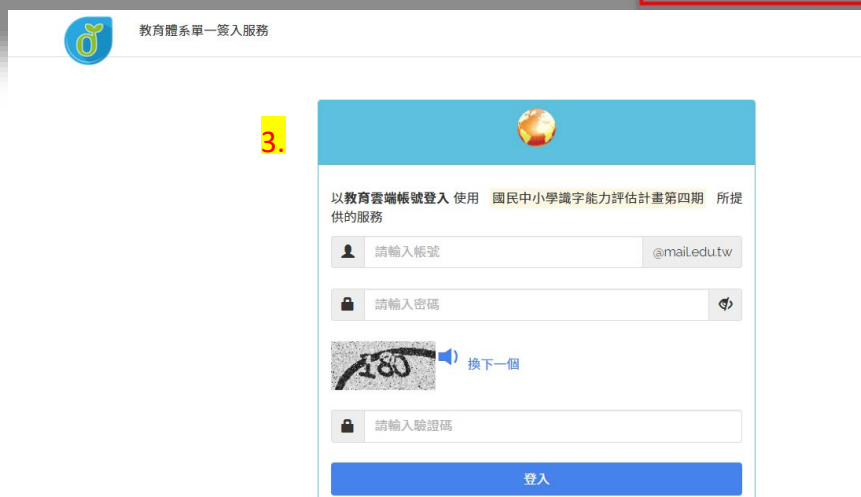 教育體系單一簽入服務
3.
以教育雲端帳號登入 使用 國民中小學識字能力評估計畫第四期 所提
供的服務
請輸入帳號 @mail.edu.tw
請輸入密碼
換下一個
請輸入驗證碼
登入